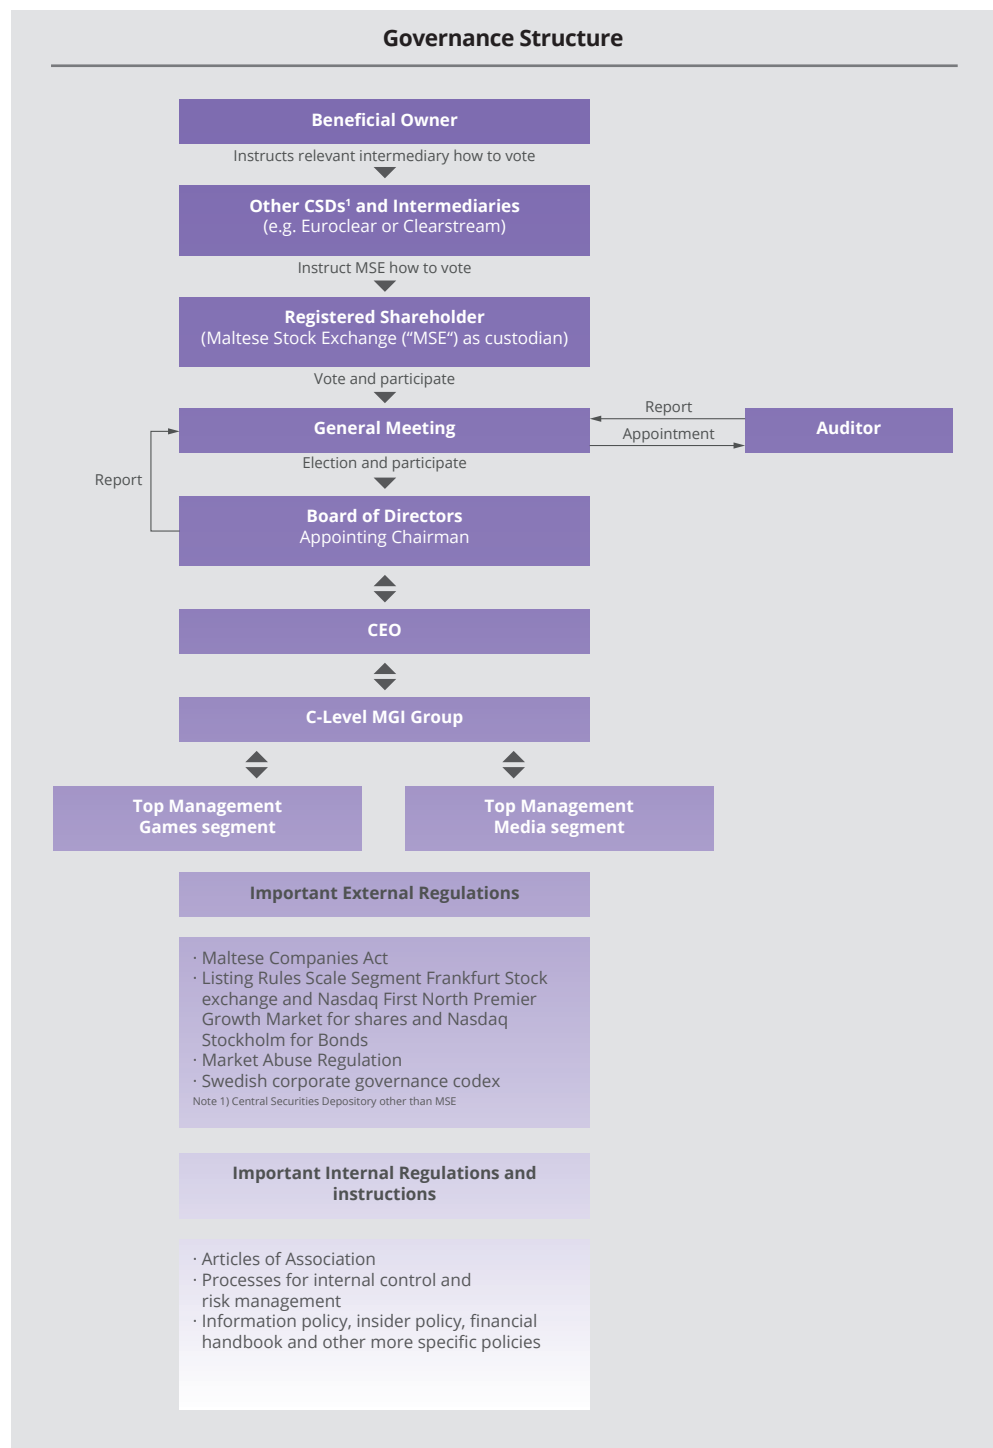 Governance Structure
Beneficial Owner
Instructs relevant intermediary how to vote
Other CSDs¹ and Intermediaries
(e.g. Euroclear or Clearstream)
Instruct MSE how to vote
Registered Shareholder
(Maltese Stock Exchange (“MSE“) as custodian)
Vote and participate
General Meeting
Report
Appointment
Auditor
Election and participate
Report
Board of Directors
Appointing Chairman
CEO
C-Level MGI Group
Top Management
Games segment
Top Management
Media segment
Important External Regulations
· Maltese Companies Act
· Listing Rules Scale Segment Frankfurt Stock
exchange and Nasdaq First North Premier
Growth Market for shares and Nasdaq
Stockholm for Bonds
· Market Abuse Regulation
· Swedish corporate governance codex
Note 1) Central Securities Depository other than MSE
Important Internal Regulations and
instructions
· Articles of Association
· Processes for internal control and
risk management
· Information policy, insider policy, financial
handbook and other more specific policies